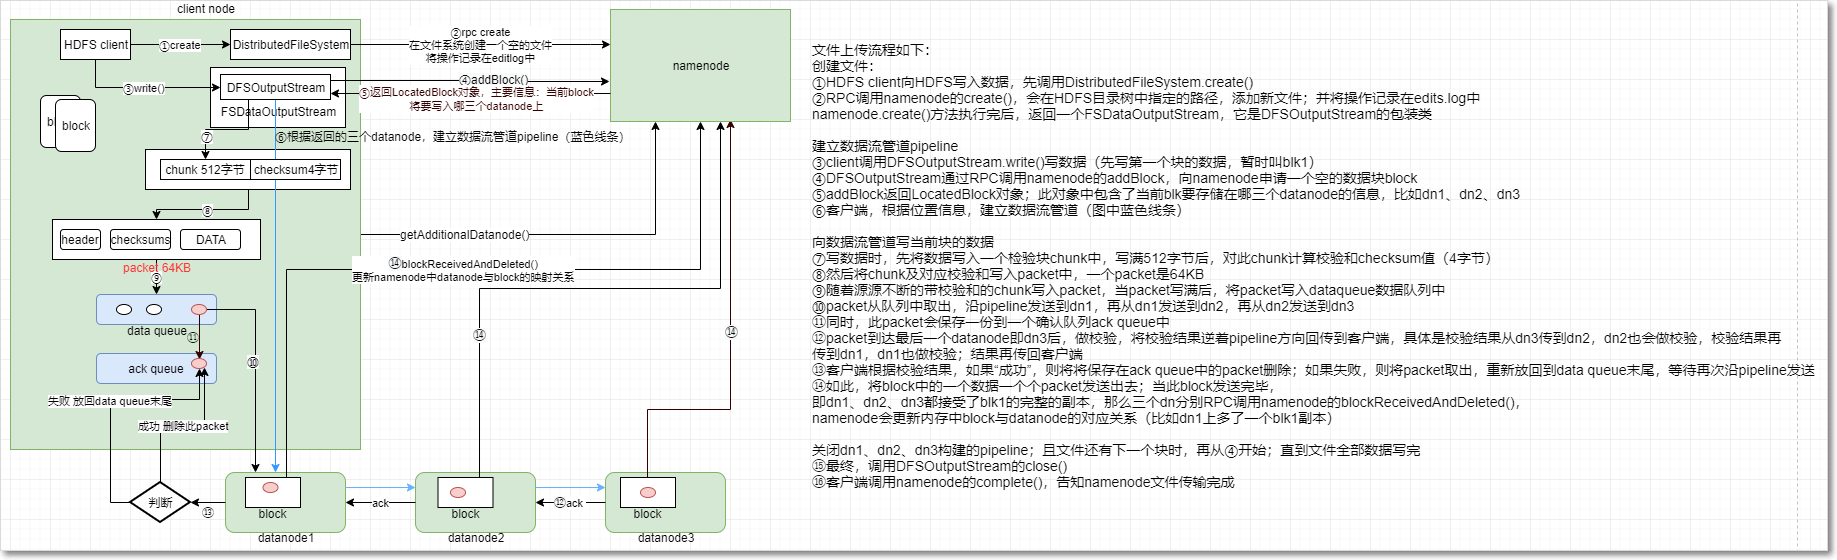 client node
HDFS client
①create
DistributedFileSystem
②rpc create
在文件系统创建一个空的文件
将操作记录在editlog中
namenode
③write()
DFSOutputStream
FSDataOutputStream
④addBlock()
⑤返回LocatedBlock对象，主要信息：当前block
将要写入哪三个datanode上
bl
block
⑥根据返回的三个datanode，建立数据流管道pipeline（蓝色线条）
⑦
chunk 512字节
checksum4字节
⑧
header
checksums
DATA
packet 64KB
⑨
getAdditionalDatanode()
⑭blockReceivedAndDeleted()
更新namenode中datanode与block的映射关系
data queue
⑪
⑩
⑭
⑭
ack queue
失败 放回data queue末尾
成功 删除此packet
判断
⑬
block
datanode1
ack
block
datanode2
⑫ack
block
datanode3
文件上传流程如下：
创建文件：
①HDFS client向HDFS写入数据，先调用DistributedFileSystem.create()
②RPC调用namenode的create()，会在HDFS目录树中指定的路径，添加新文件；并将操作记录在edits.log中
namenode.create()方法执行完后，返回一个FSDataOutputStream，它是DFSOutputStream的包装类
建立数据流管道pipeline
③client调用DFSOutputStream.write()写数据（先写第一个块的数据，暂时叫blk1）
④DFSOutputStream通过RPC调用namenode的addBlock，向namenode申请一个空的数据块block
⑤addBlock返回LocatedBlock对象；此对象中包含了当前blk要存储在哪三个datanode的信息，比如dn1、dn2、dn3
⑥客户端，根据位置信息，建立数据流管道（图中蓝色线条）
向数据流管道写当前块的数据
⑦写数据时，先将数据写入一个检验块chunk中，写满512字节后，对此chunk计算校验和checksum值（4字节）
⑧然后将chunk及对应校验和写入packet中，一个packet是64KB
⑨随着源源不断的带校验和的chunk写入packet，当packet写满后，将packet写入dataqueue数据队列中
⑩packet从队列中取出，沿pipeline发送到dn1，再从dn1发送到dn2，再从dn2发送到dn3
⑪同时，此packet会保存一份到一个确认队列ack queue中
⑫packet到达最后一个datanode即dn3后，做校验，将校验结果逆着pipeline方向回传到客户端，具体是校验结果从dn3传到dn2，dn2也会做校验，校验结果再
传到dn1，dn1也做校验；结果再传回客户端
⑬客户端根据校验结果，如果“成功”，则将将保存在ack queue中的packet删除；如果失败，则将packet取出，重新放回到data queue末尾，等待再次沿pipeline发送
⑭如此，将block中的一个数据一个个packet发送出去；当此block发送完毕，
即dn1、dn2、dn3都接受了blk1的完整的副本，那么三个dn分别RPC调用namenode的blockReceivedAndDeleted()，
namenode会更新内存中block与datanode的对应关系（比如dn1上多了一个blk1副本）
关闭dn1、dn2、dn3构建的pipeline；且文件还有下一个块时，再从④开始；直到文件全部数据写完
⑮最终，调用DFSOutputStream的close()
⑯客户端调用namenode的complete()，告知namenode文件传输完成